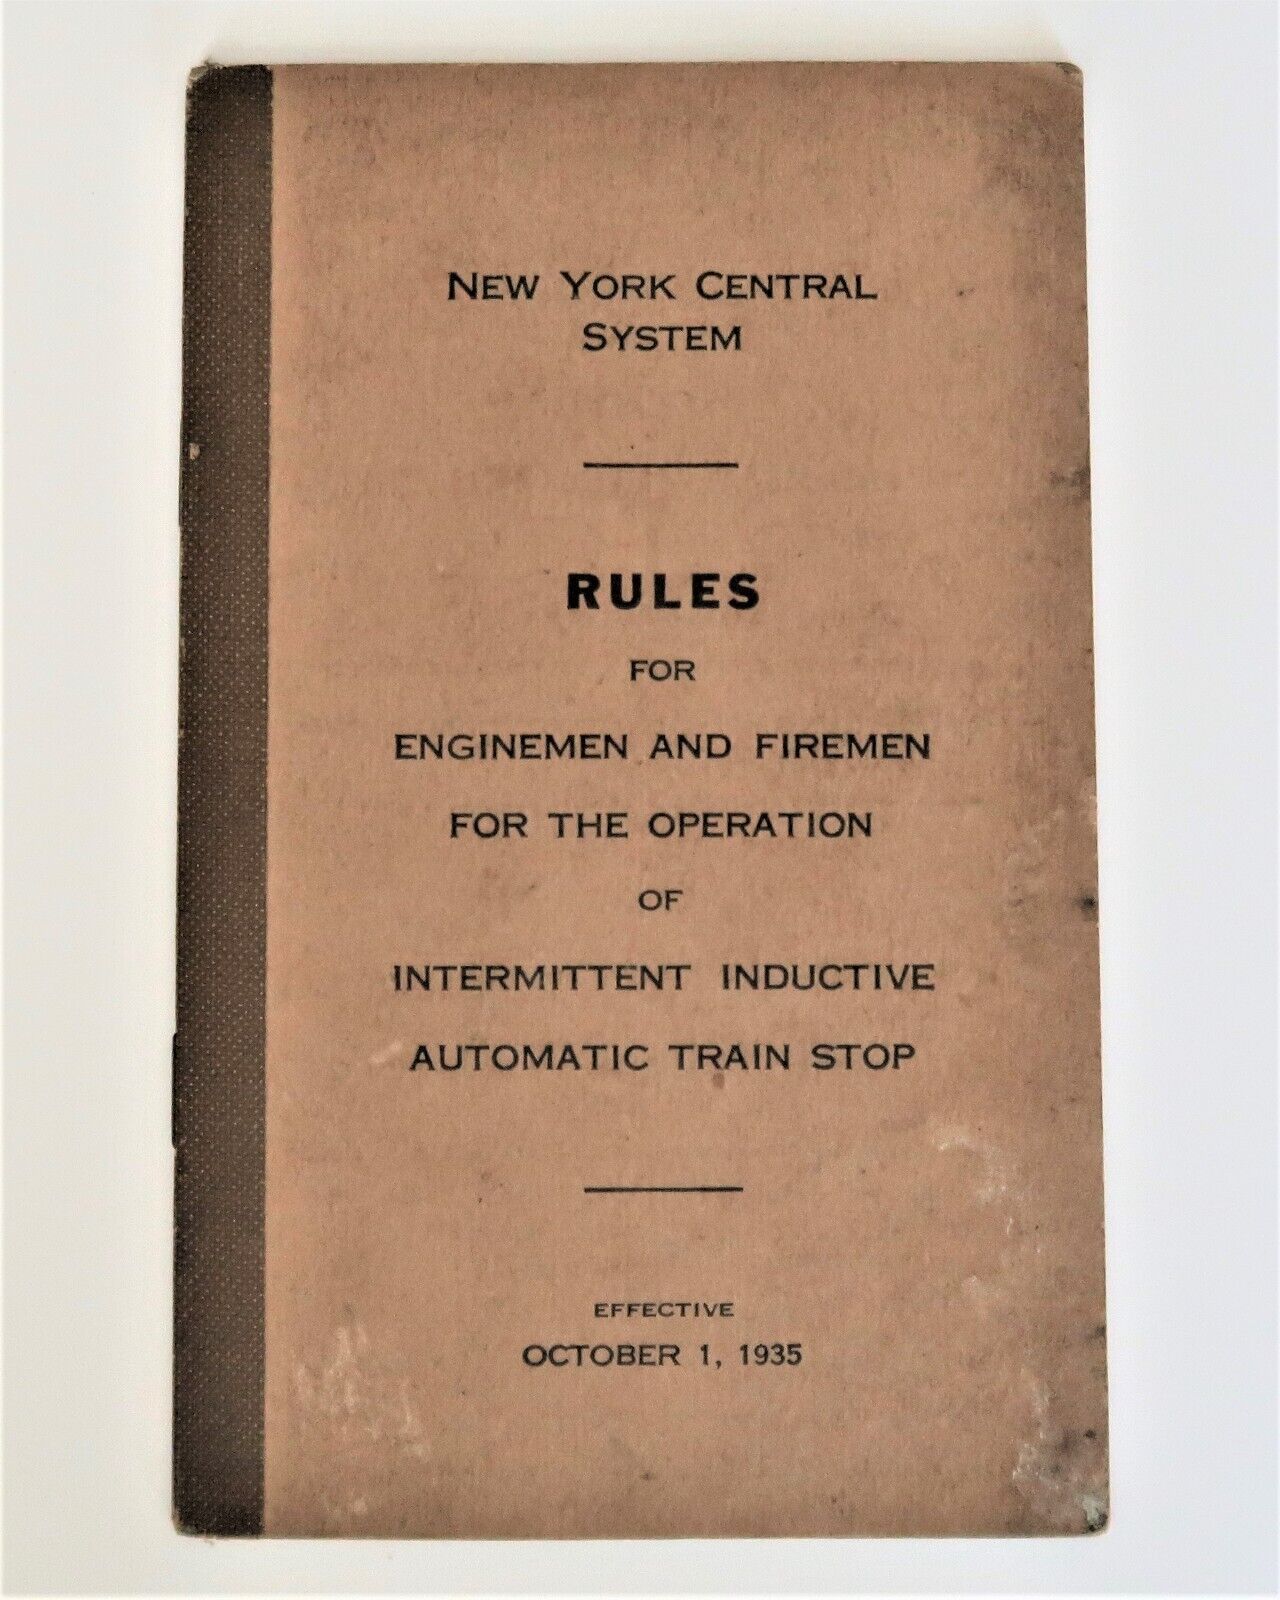 NEW YORK CENTRAL
SYSTEM
RULES
FOR
ENGINEMEN AND FIREMEN
FOR THE OPERATION
OF
INTERMITTENT INDUCTIVE
AUTOMATIC TRAIN STOP
EFFECTIVE
OCTOBER 1, 1935